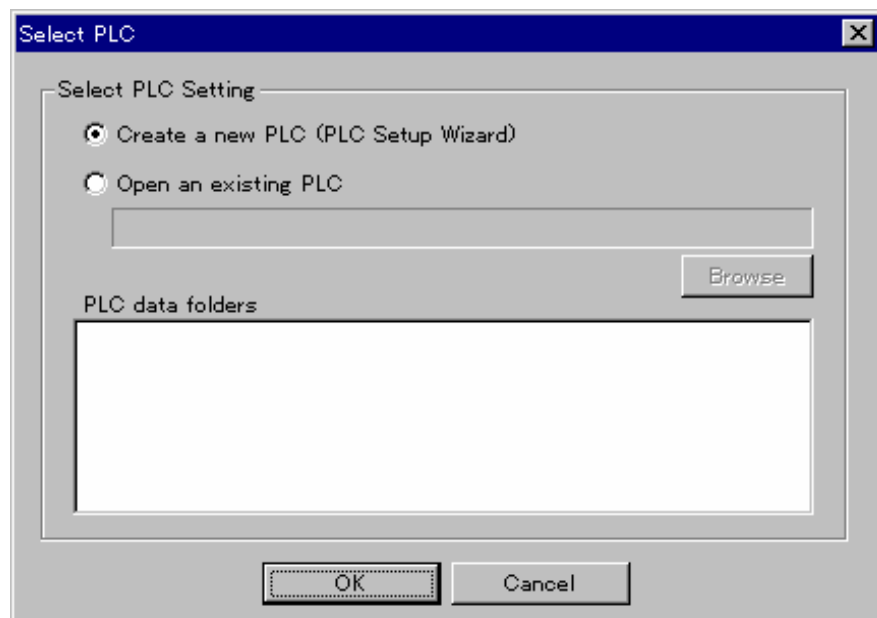 Select PLC
Select PLC Setting
Create a new PLC (PLC Setup Wizard)
Open an existing PLC
Browse
PLC data folders
OK
Cancel